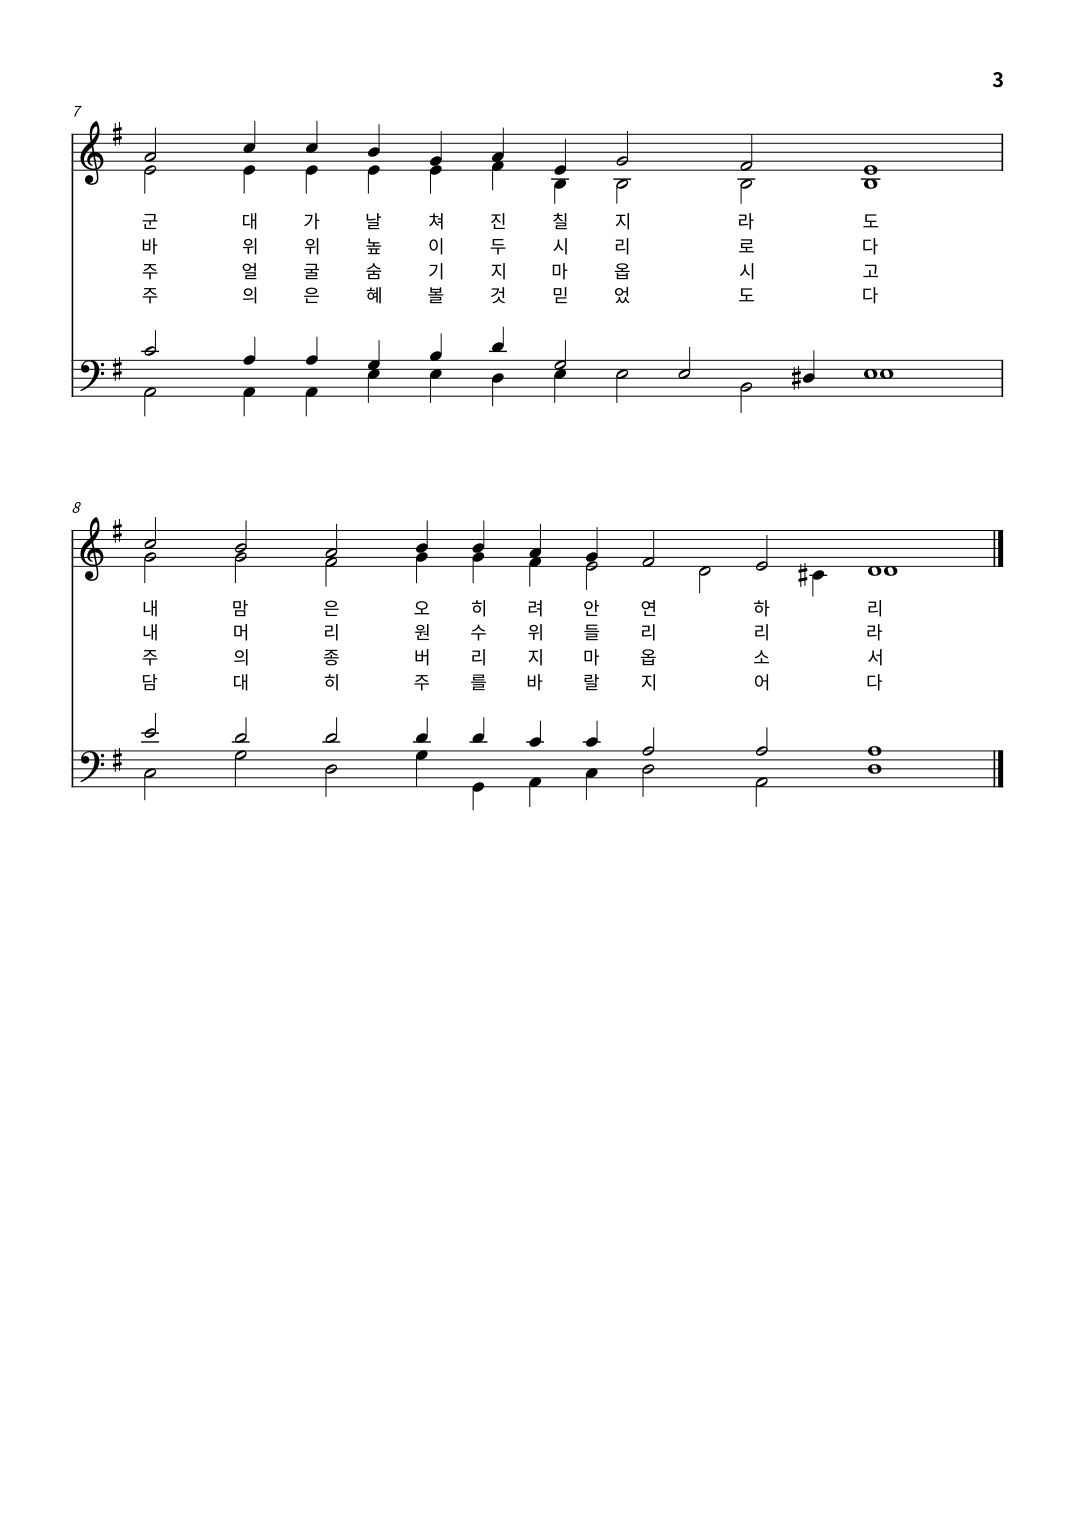 3
7
군 대 가 날 쳐 진 칠 지 라 도
바 위 위 높 이 두 시 리 로 다
주 얼 굴 숨 기 지 마 옵 시 고
주 의 은 혜 볼 것 믿 었 도 다
8
내 맘 은 오 히 려 안 연 하 리
내 머 리 원 수 위 들 리 리 라
주 의 종 버 리 지 마 옵 소 서
담 대 히 주 를 바 랄 지 어 다